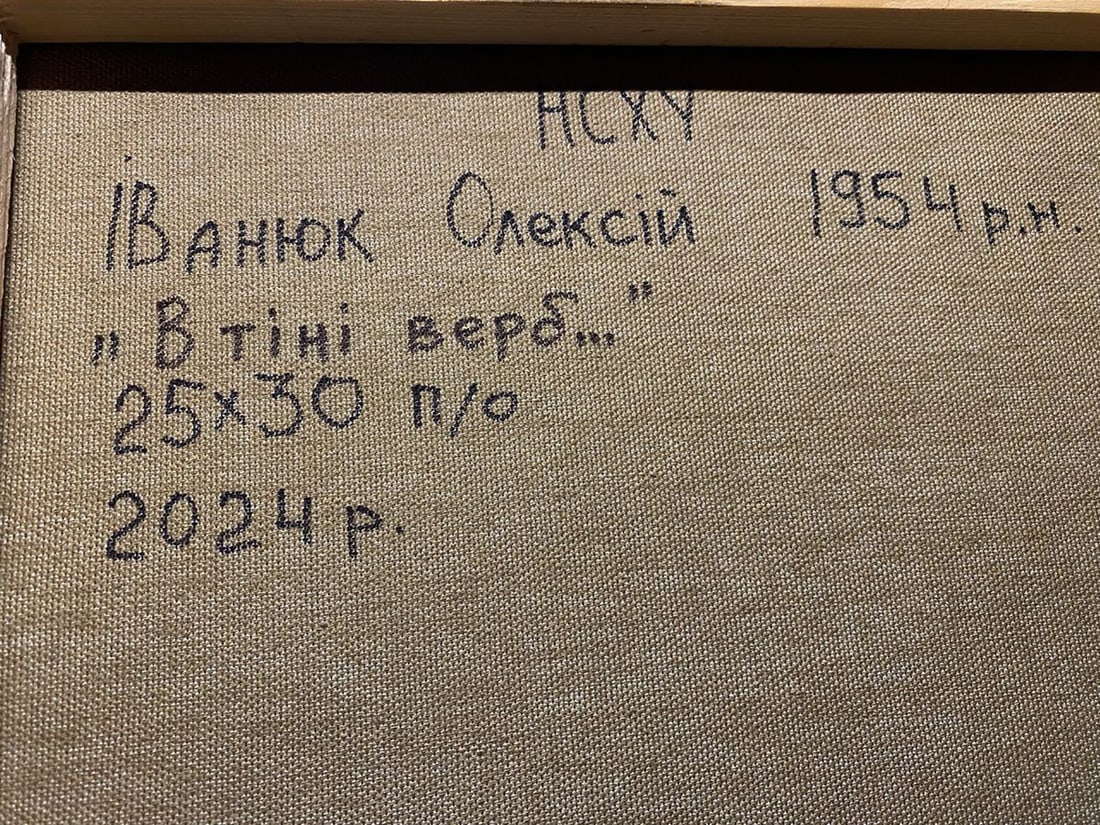 НСХУ
Іванюк Олексій 1954 р.н.
„В тіні верб..."
25х30 п/о
2024 р.